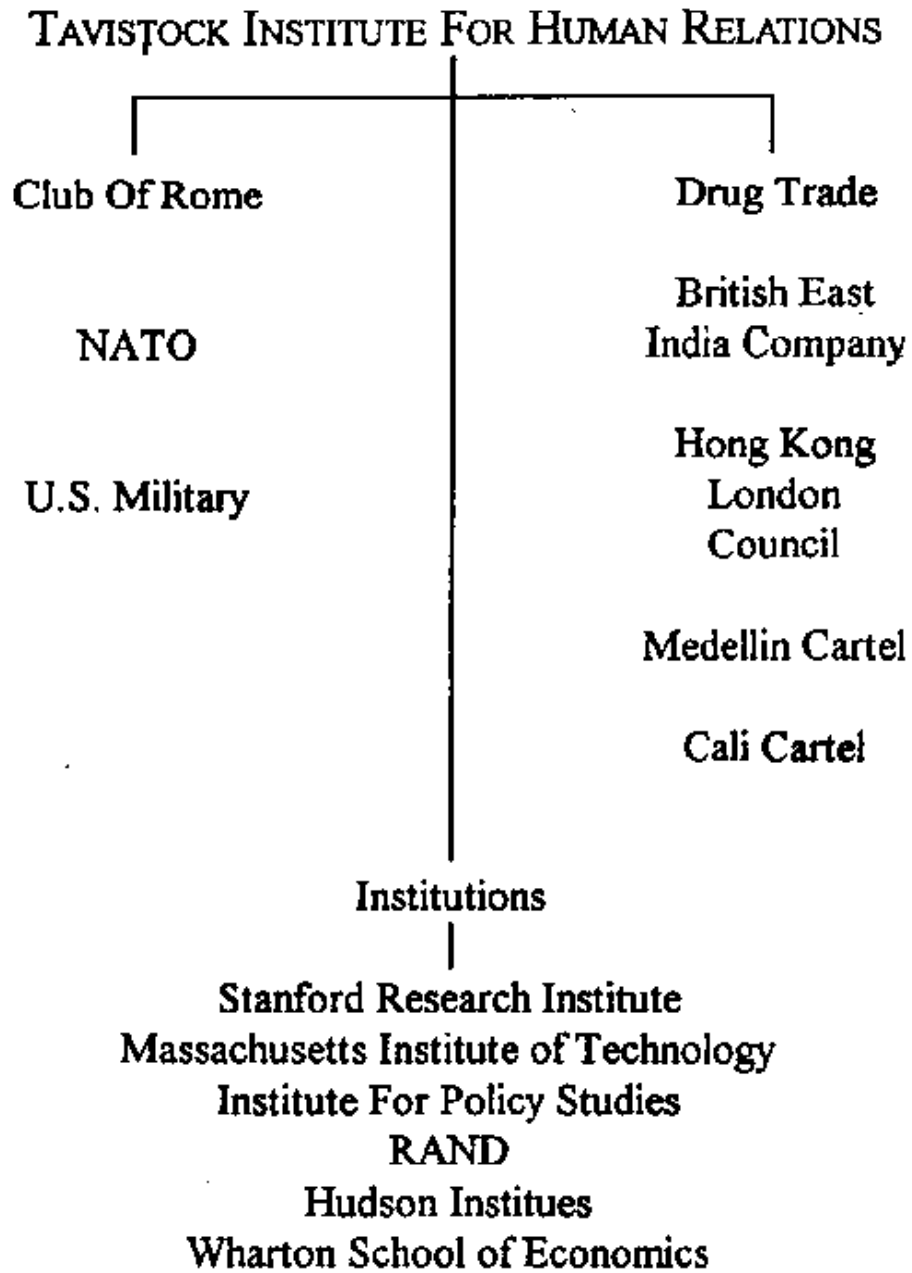 TAVISTOCK INSTITUTE FOR HUMAN RELATIONS
Club Of Rome
NATO
U.S. Military
Drug Trade
British East
India Company
Hong Kong
London
Council
Medellin Cartel
Cali Cartel
Institutions
Stanford Research Institute
Massachusetts Institute of Technology
Institute For Policy Studies
RAND
Hudson Institues
Wharton School of Economics